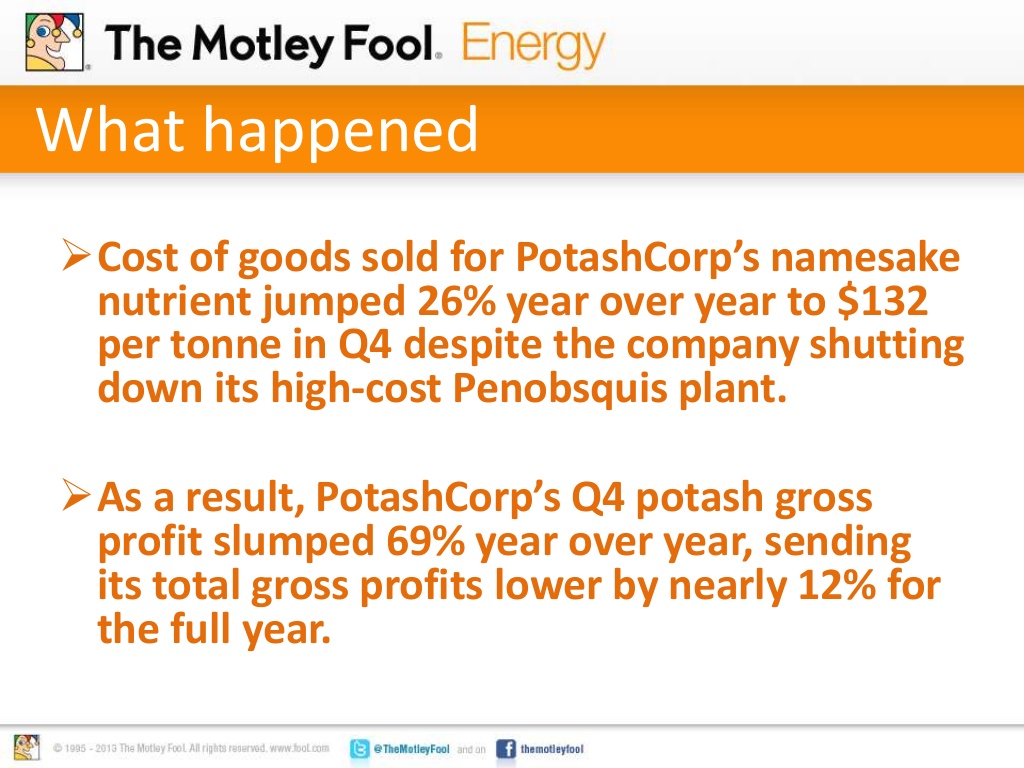 The Motley Fool® Energy
What happened
➢Cost of goods sold for PotashCorp’s namesake
nutrient jumped 26% year over year to $132
per tonne in Q4 despite the company shutting
down its high-cost Penobsquis plant.
➢As a result, PotashCorp’s Q4 potash gross
profit slumped 69% year over year, sending
its total gross profits lower by nearly 12% for
the full year.
© 1995 - 2013 The Motley Fool. All rights reserved. www.fool.com @TheMotleyFool and on themotleyfool